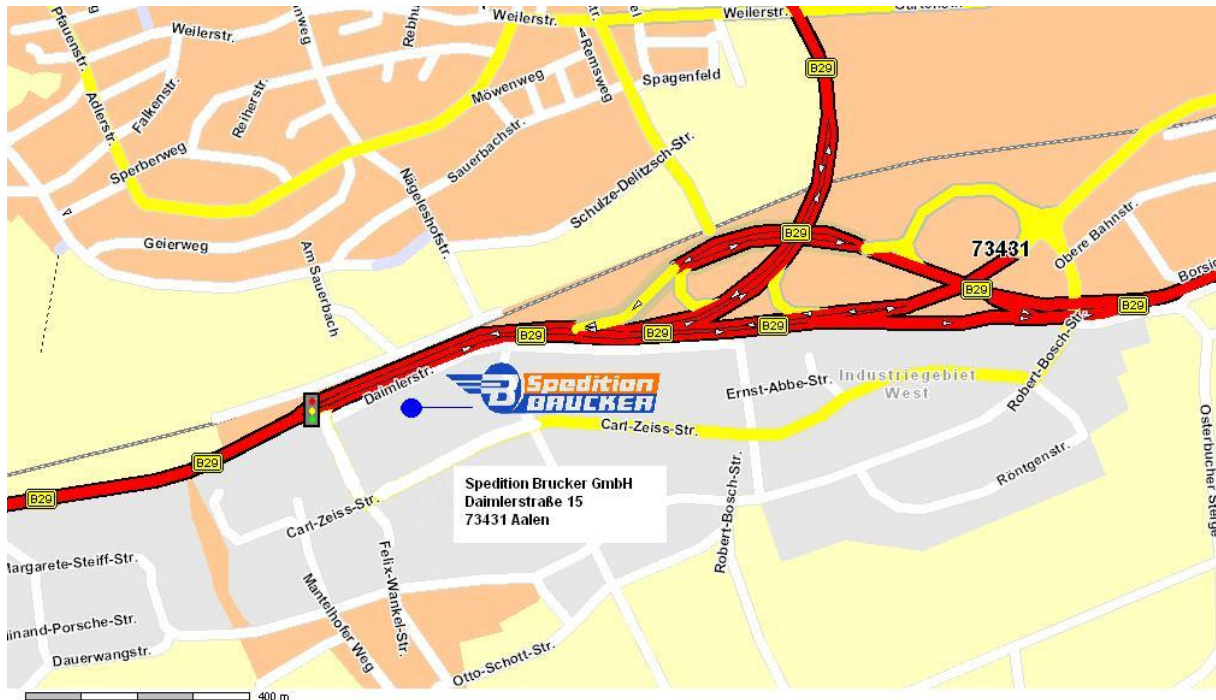 Weilerstr.
Weilerstr.
Pfauenstr.
Weilerstr.
Adlerstr.
Falkenstr.
Reiherstr.
Sperberweg
Möwenweg
Remsweg
Spagenfeld
B29
Sauerbachstr.
Schulze-Delitzsch-Str.
Nägeleshofstr.
Geierweg
Am Sauerbach
B29
73431
Obere Bahnstr.
B29
B29
B29
B29
B29
Daimlerstr.
Spedition
BRUCKER
Ernst-Abbe-Str.
Industriegebiet
West
Robert-Bosch-Str.
Carl-Zeiss-Str.
B29
B29
Spedition Brucker GmbH
Daimlerstraße 15
73431 Aalen
Röntgenstr.
Osterbucher Steige
Carl-Zeiss-Str.
Robert-Bosch-Str.
Felix-Wankel-Str.
Mantelhofer Weg
Dauerwangstr.
Otto-Schott-Str.
400 m